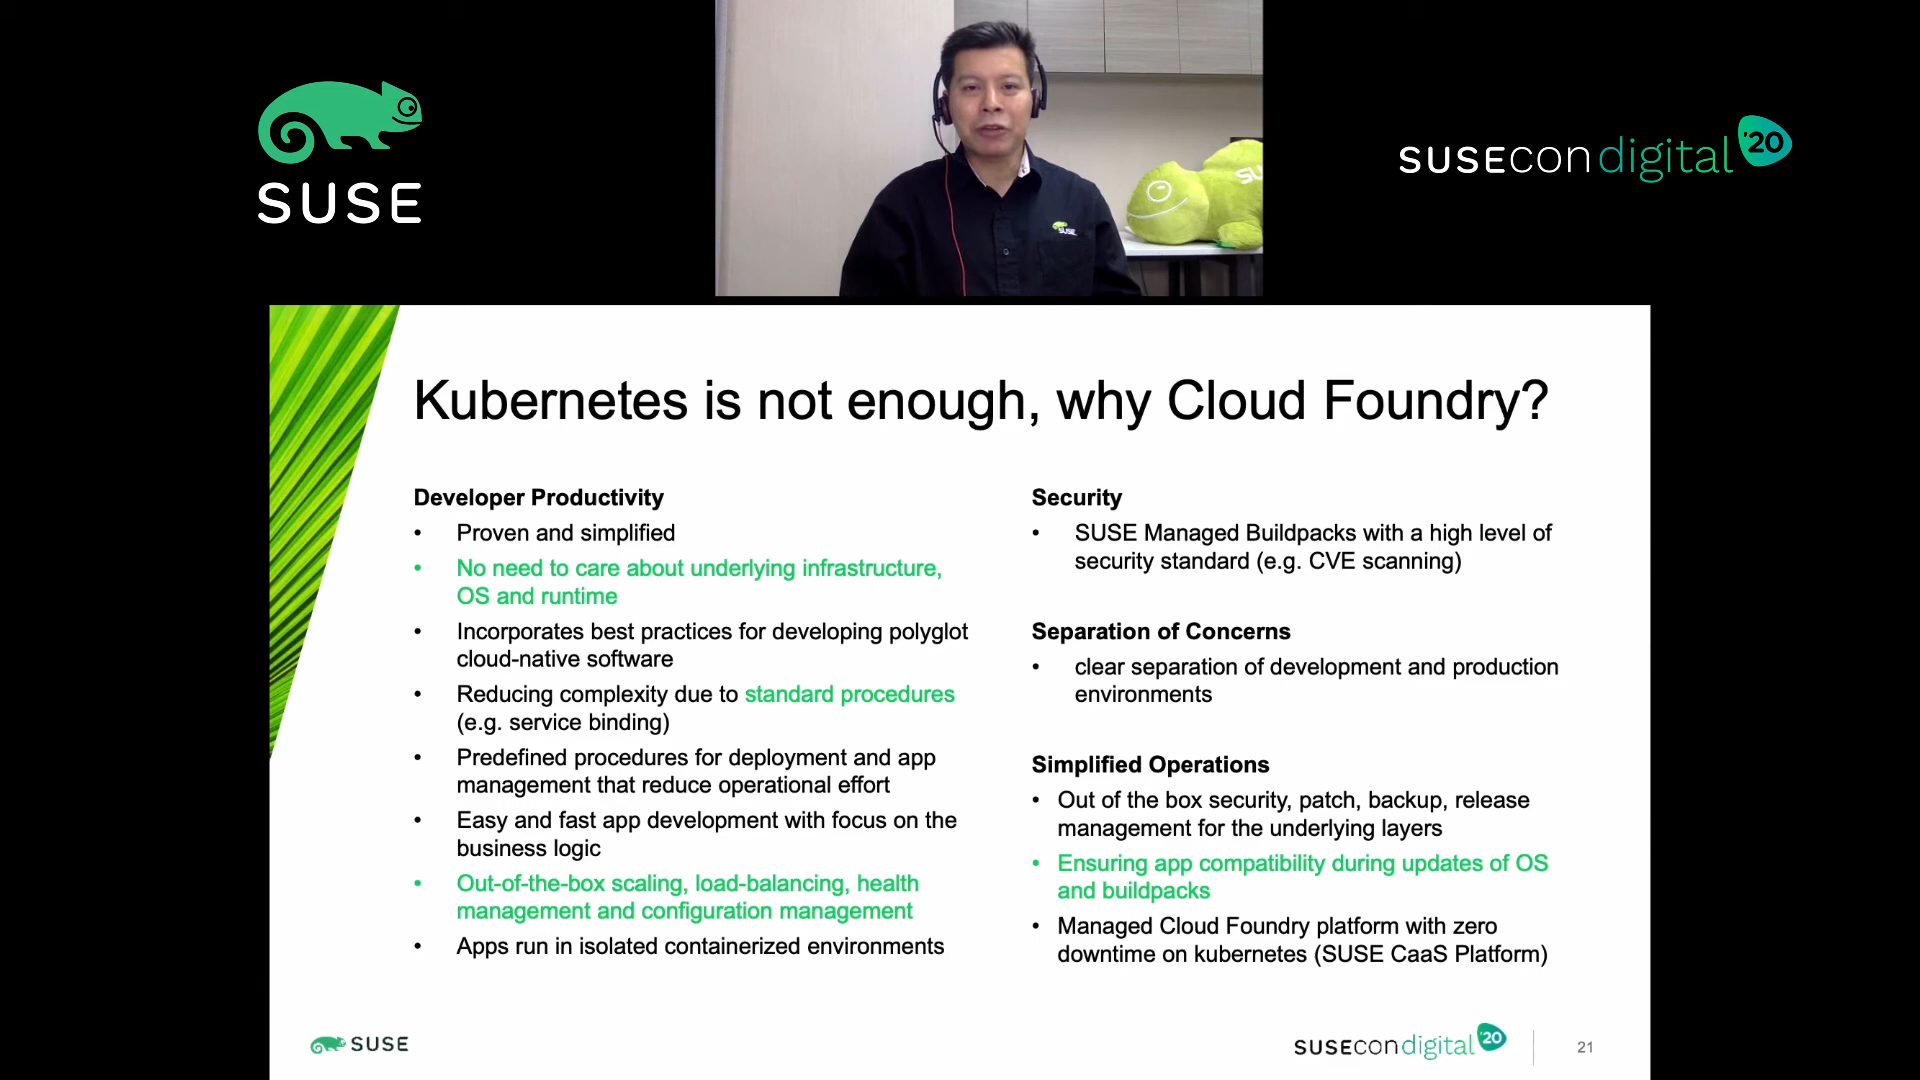 SUSE
SUSECON digital '20
SU
SUSE
Kubernetes is not enough, why Cloud Foundry?
Developer Productivity
• Proven and simplified
• No need to care about underlying infrastructure,
OS and runtime
• Incorporates best practices for developing polyglot
cloud-native software
• Reducing complexity due to standard procedures
(e.g. service binding)
• Predefined procedures for deployment and app
management that reduce operational effort
• Easy and fast app development with focus on the
business logic
• Out-of-the-box scaling, load-balancing, health
management and configuration management
• Apps run in isolated containerized environments
Security
• SUSE Managed Buildpacks with a high level of
security standard (e.g. CVE scanning)
Separation of Concerns
• clear separation of development and production
environments
Simplified Operations
• Out of the box security, patch, backup, release
management for the underlying layers
• Ensuring app compatibility during updates of OS
and buildpacks
• Managed Cloud Foundry platform with zero
downtime on kubernetes (SUSE CaaS Platform)
SUSE
SUSECON digital '20
21